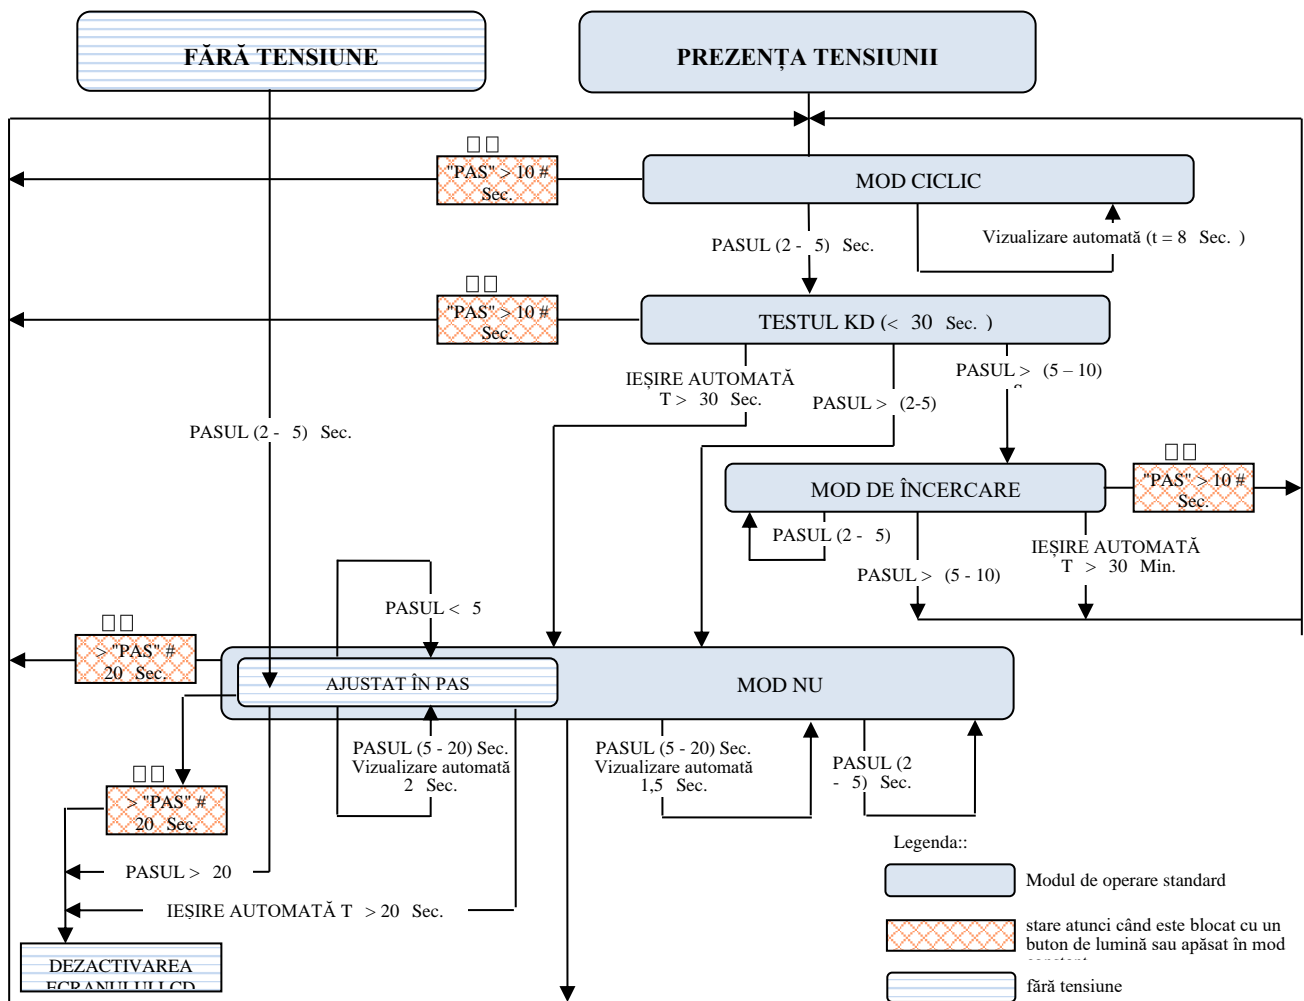 FĂRĂ TENSIUNE
PREZENȚA TENSIUNII
"PAS" > 10 #
Sec.
MOD CICLIC
PASUL (2 - 5) Sec.
Vizualizare automată (t = 8 Sec. )
"PAS" > 10 #
Sec.
TESTUL KD (< 30 Sec. )
IEȘIRE AUTOMATĂ
T > 30 Sec.
PASUL > (2-5)
PASUL > (5 – 10)
PASUL (2 - 5) Sec.
MOD DE ÎNCERCARE
"PAS" > 10 #
Sec.
PASUL (2 - 5)
PASUL > (5 - 10)
IEȘIRE AUTOMATĂ
T > 30 Min.
PASUL < 5
> "PAS" #
20 Sec.
AJUSTAT ÎN PAS
MOD NU
PASUL (5 - 20) Sec.
Vizualizare automată
2 Sec.
PASUL (5 - 20) Sec.
Vizualizare automată
1,5 Sec.
PASUL (2
- 5) Sec.
> "PAS" #
20 Sec.
PASUL > 20
IEȘIRE AUTOMATĂ T > 20 Sec.
DEZACTIVAREA
ECRANULUI LCD
Legenda::
Modul de operare standard
stare atunci când este blocat cu un
buton de lumină sau apăsat în mod
constant
fără tensiune